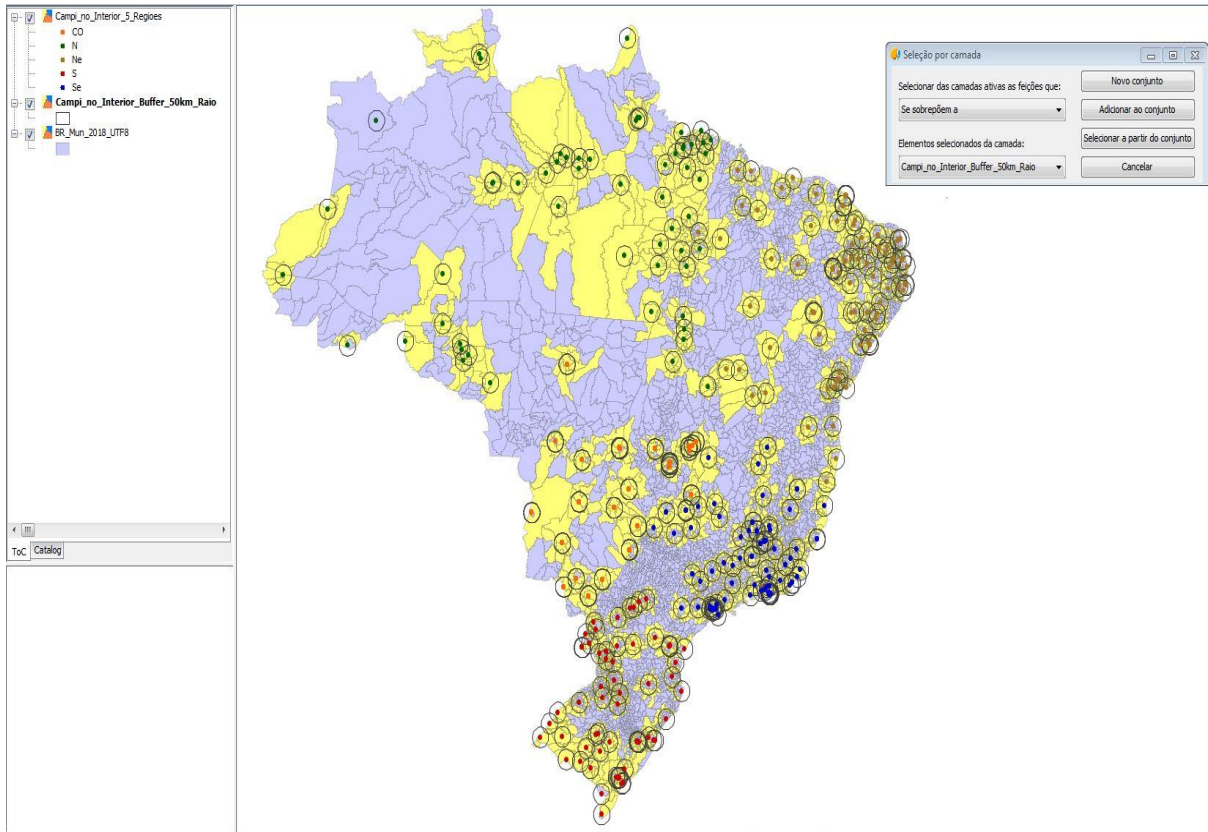 Campi_no_Interior_5_Regioes
CO
N
Ne
S
Se
Campi_no_Interior_Buffer_50km_Raio
BR_Mun_2018_UTF8
ToC
Catalog
Seleção por camada
Selecionar das camadas ativas as feições que:
Se sobrepõem a
Elementos selecionados da camada:
Campi_no_Interior_Buffer_50km_Raio
Novo conjunto
Adicionar ao conjunto
Selecionar a partir do conjunto
Cancelar